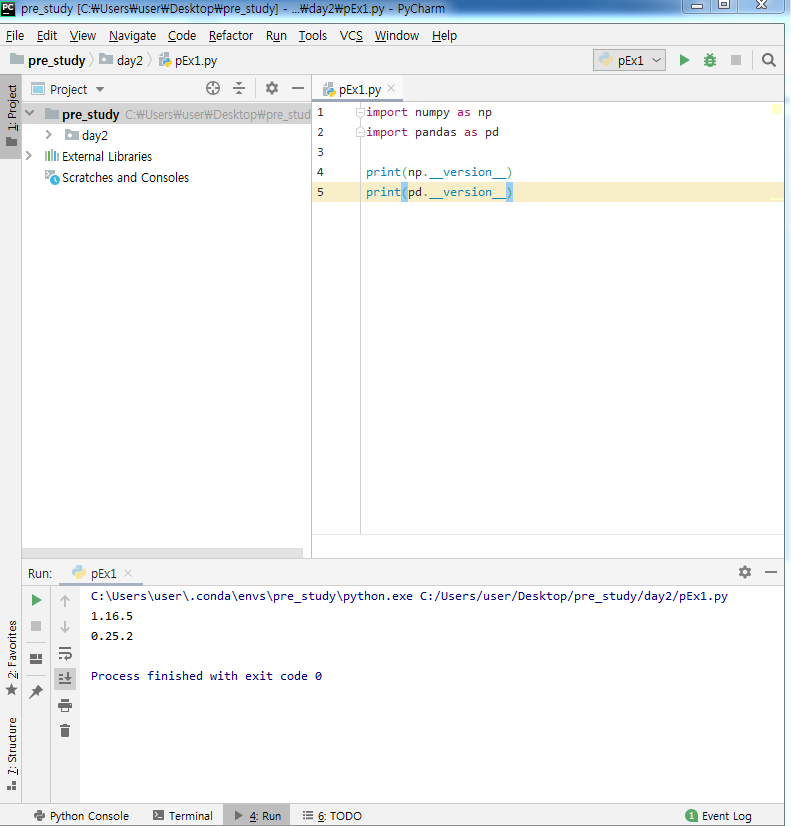 PC pre_study [C:₩Users₩user₩Desktop₩pre_study] - ...₩day2₩pEx1.py - PyCharm
File Edit View Navigate Code Refactor Run Tools VCS Window Help
pre_study day2 pEx1.py pEx1
1: Project
Project
pEx1.py
pre_study C:₩Users₩user₩Desktop₩pre_stud
day2
External Libraries
Scratches and Consoles
1 import numpy as np
2 import pandas as pd
3
4 print(np.__version__)
5 print(pd.__version__)
Run: pEx1
C:\Users\user\.conda\envs\pre_study\python.exe C:/Users/user/Desktop/pre_study/day2/pEx1.py
1.16.5
0.25.2
Process finished with exit code 0
2: Favorites
7: Structure
Python Console Terminal 4: Run 6: TODO 1 Event Log